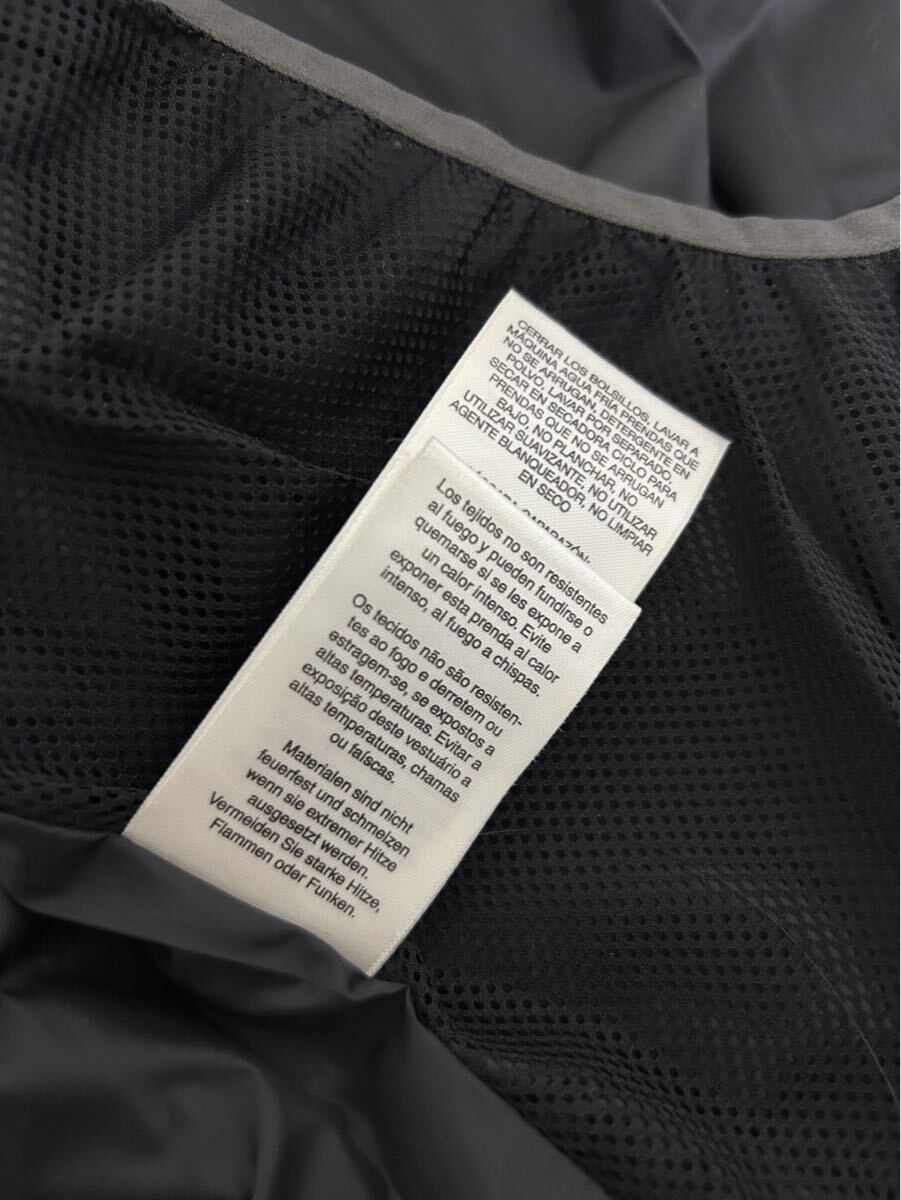 CERRAR LOS BOLSILLOS, LAVAR A
MÁQUINA AGUA FRÍA PRENDAS QUE
NO SE ARRUGAN, DETERGENTE EN
POLVO, LAVAR POR SEPARADO,
SECAR EN SECADORA CICLO PARA
PRENDAS QUE NO SE ARRUGAN
BAJO, NO PLANCHAR, NO
UTILIZAR SUAVIZANTE, NO UTILIZAR
AGENTE BLANQUEADOR, NO LIMPIAR
EN SECO
CAPARAZÓN:
Los tejidos no son resistentes
al fuego y pueden fundirse o
quemarse si se les expone a
un calor intenso. Evite
exponer esta prenda al calor
intenso, al fuego a chispas.
Os tecidos não são resisten-
tes ao fogo e derretem ou
estragem-se, se expostos a
altas temperaturas. Evitar a
exposição deste vestuário a
altas temperaturas, chamas
ou faíscas.
Materialen sind nicht
feuerfest und schmelzen
wenn sie extremer Hitze
ausgesetzt werden.
Vermeiden Sie starke Hitze,
Flammen oder Funken.